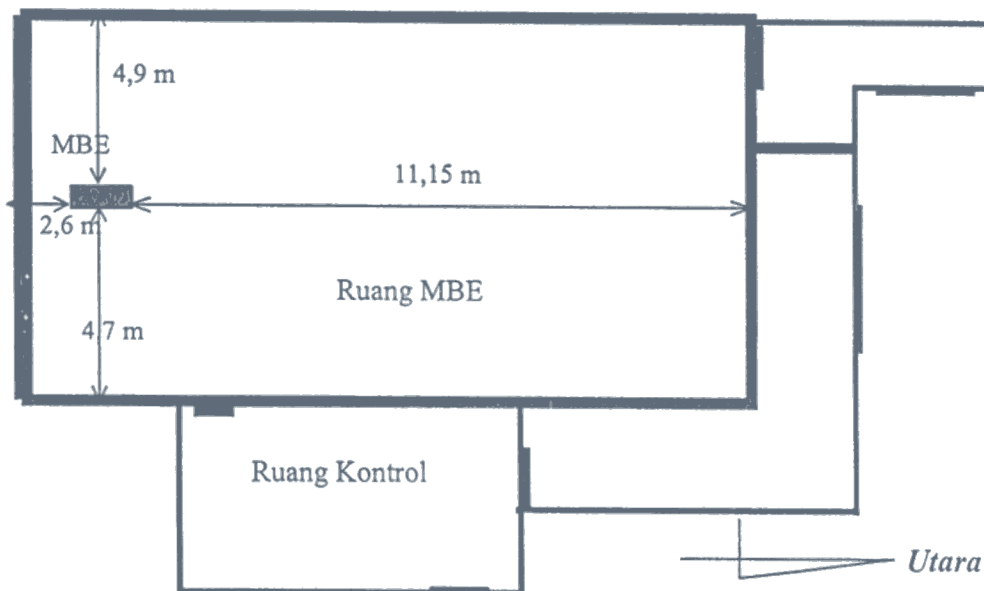 4,9 m
MBE
11,15 m
2,6 m
Ruang MBE
4,7 m
Ruang Kontrol
Utara